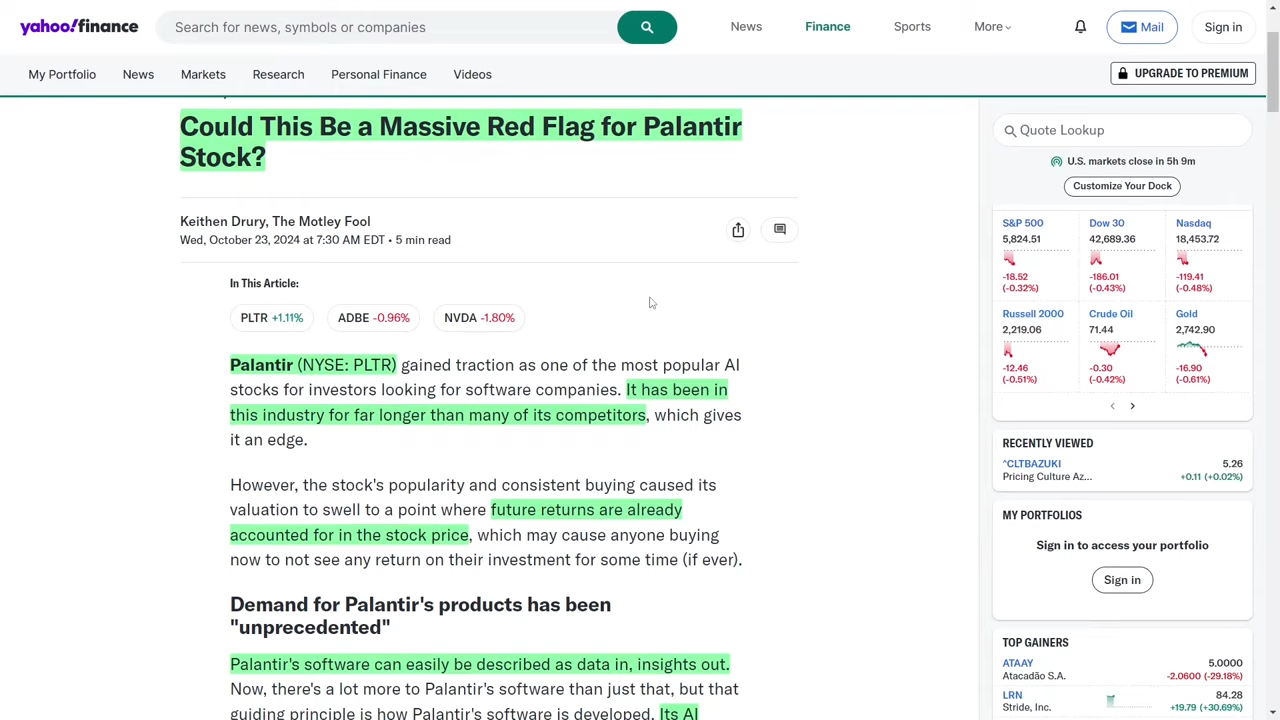 yahoo!finance
Search for news, symbols or companies
News
Finance
Sports
More
Mail
Sign in
My Portfolio
News
Markets
Research
Personal Finance
Videos
UPGRADE TO PREMIUM
Could This Be a Massive Red Flag for Palantir
Stock?
Keithen Drury, The Motley Fool
Wed, October 23, 2024 at 7:30 AM EDT • 5 min read
In This Article:
PLTR +1.11%
ADBE -0.96%
NVDA -1.80%
Palantir (NYSE: PLTR) gained traction as one of the most popular AI
stocks for investors looking for software companies. It has been in
this industry for far longer than many of its competitors, which gives
it an edge.
However, the stock's popularity and consistent buying caused its
valuation to swell to a point where future returns are already
accounted for in the stock price, which may cause anyone buying
now to not see any return on their investment for some time (if ever).
Demand for Palantir's products has been
"unprecedented"
Palantir's software can easily be described as data in, insights out.
Now, there's a lot more to Palantir's software than just that, but that
guiding principle is how Palantir's software is developed. Its AI
Quote Lookup
U.S. markets close in 5h 9m
Customize Your Dock
S&P 500
5,824.51
-18.52
(-0.32%)
Dow 30
42,689.36
-186.01
(-0.43%)
Nasdaq
18,453.72
-119.41
(-0.48%)
Russell 2000
2,219.06
-12.46
(-0.51%)
Crude Oil
71.44
-0.30
(-0.42%)
Gold
2,742.90
-16.90
(-0.61%)
RECENTLY VIEWED
^CLTBAZUKI 5.26
Pricing Culture Az... +0.11 (+0.02%)
MY PORTFOLIOS
Sign in to access your portfolio
Sign in
TOP GAINERS
ATAAY 5.0000
Atacadão S.A. -2.0600 (-29.18%)
LRN 84.28
Stride, Inc. +19.79 (+30.69%)